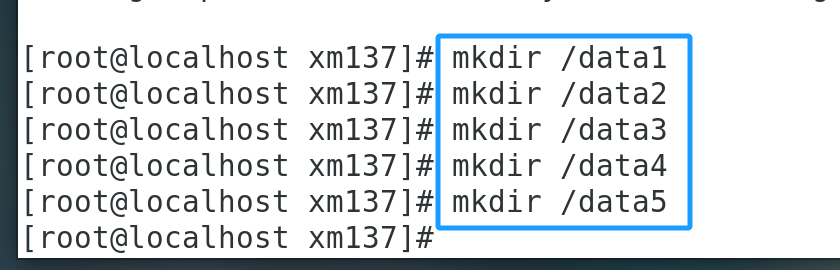 [root@localhost xm137]# mkdir /data1
[root@localhost xm137]# mkdir /data2
[root@localhost xm137]# mkdir /data3
[root@localhost xm137]# mkdir /data4
[root@localhost xm137]# mkdir /data5
[root@localhost xm137]#